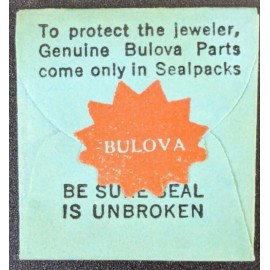 To protect the jeweler,
Genuine Bulova Parts
come only in Sealpacks
BULOVA
BE SURE SEAL
IS UNBROKEN